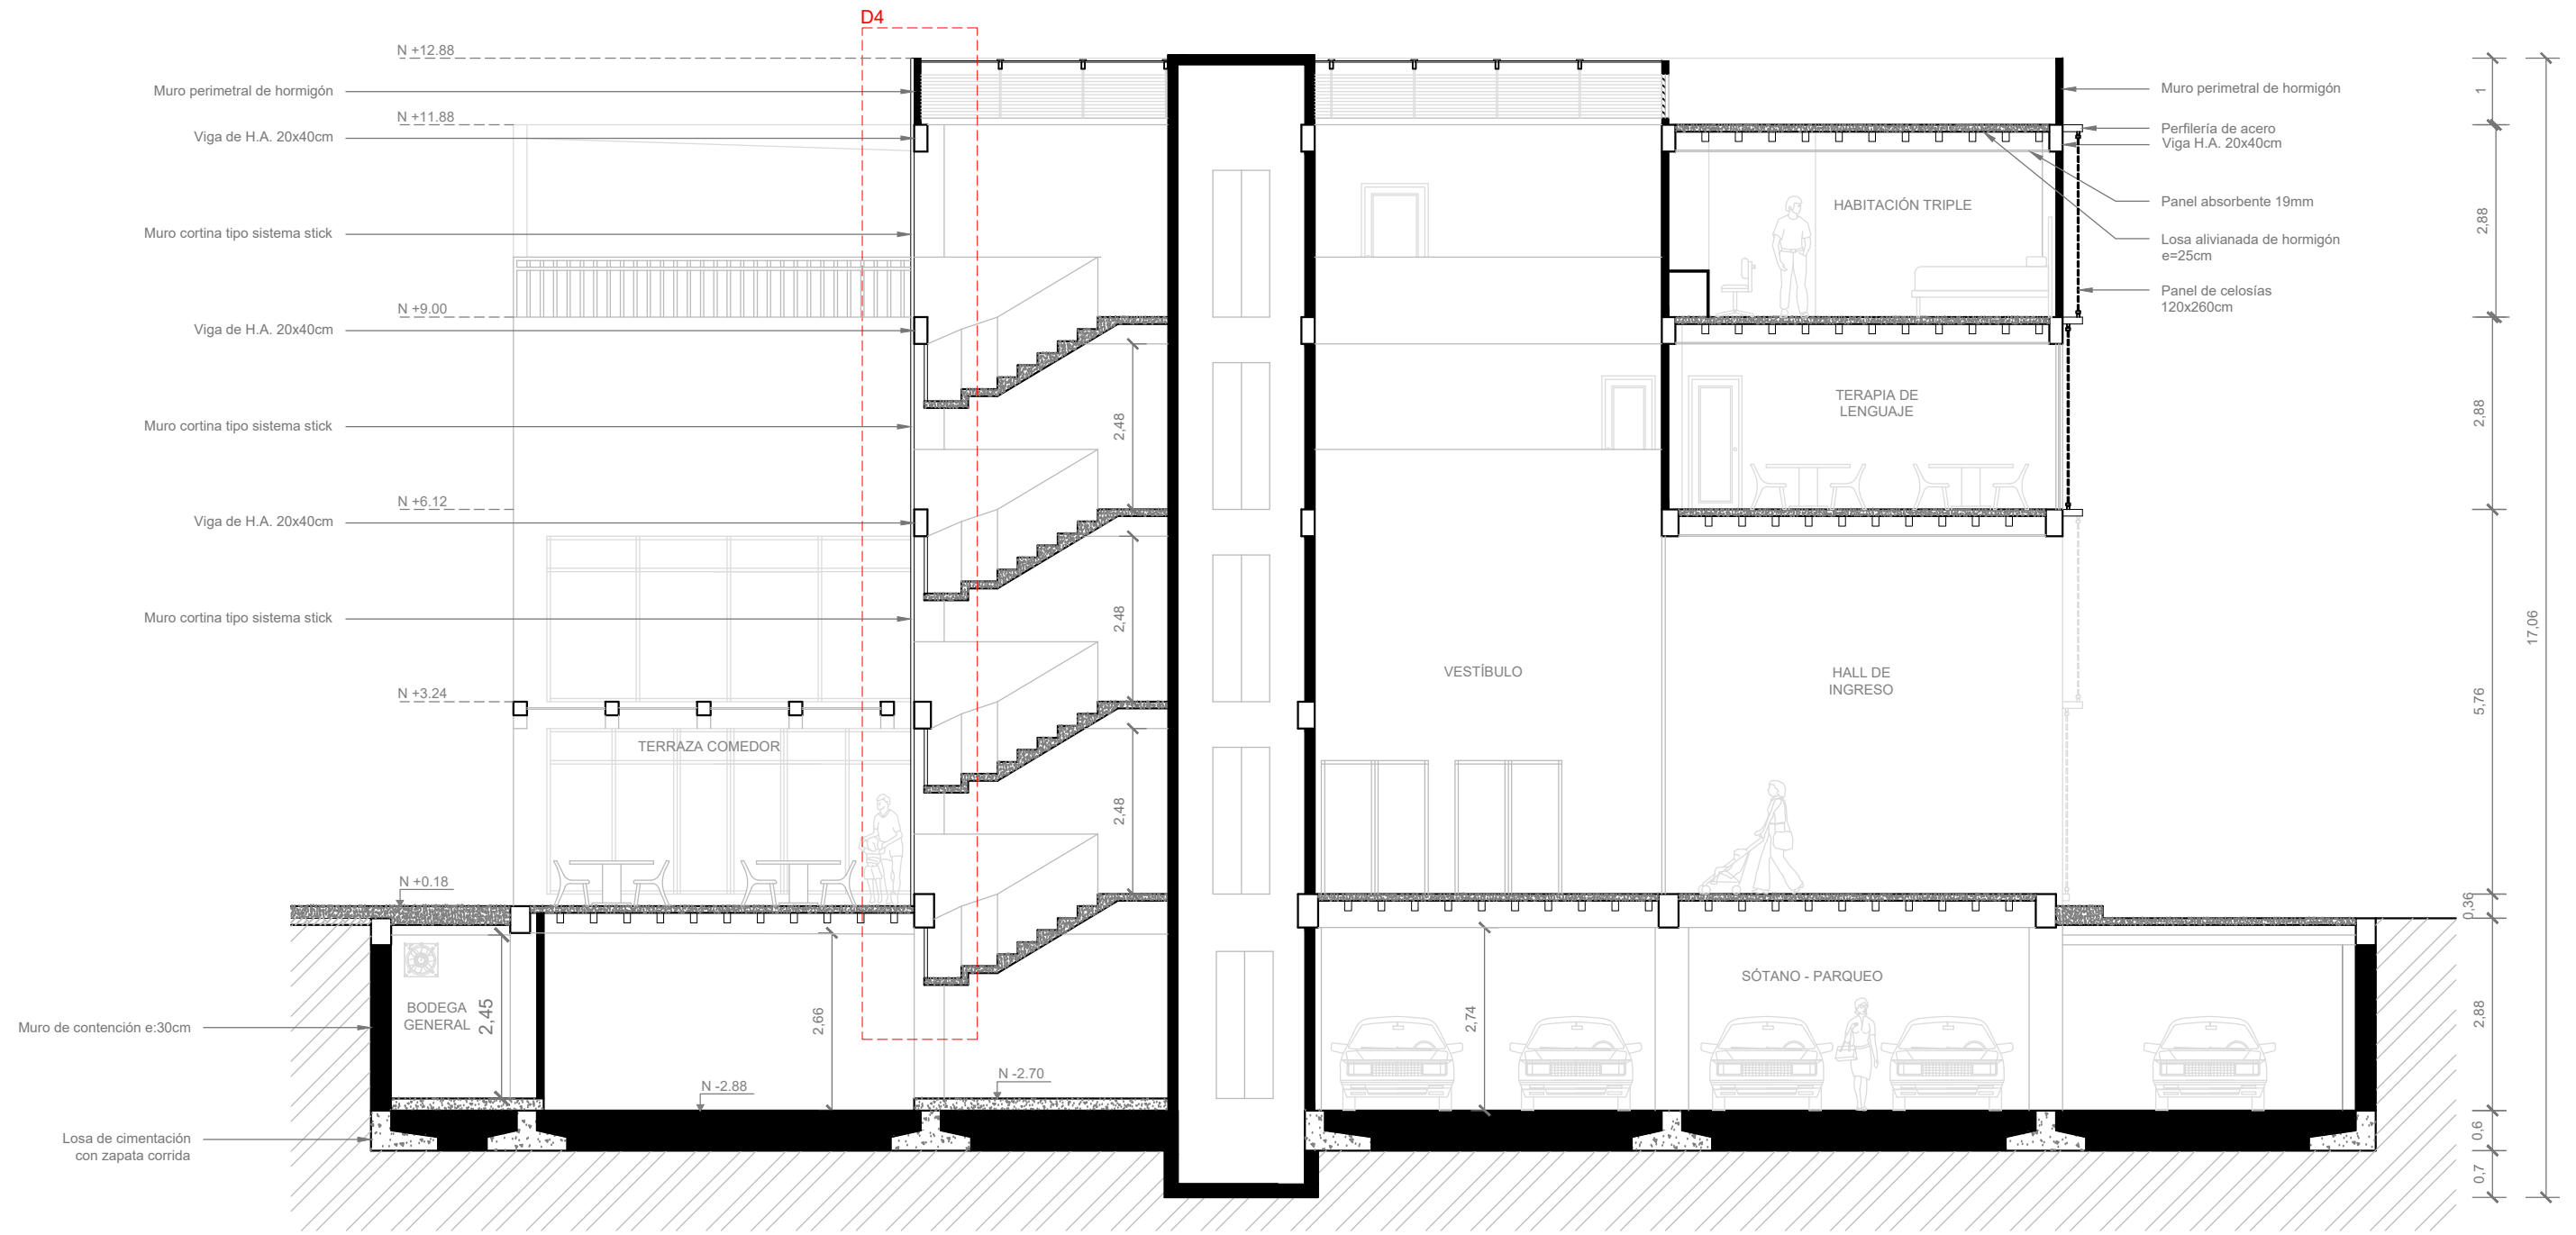 D4
N +12.88
Muro perimetral de hormigón
N +11.88
Viga de H.A. 20x40cm
Muro cortina tipo sistema stick
N +9.00
Viga de H.A. 20x40cm
Muro cortina tipo sistema stick
N +6.12
Viga de H.A. 20x40cm
Muro cortina tipo sistema stick
N +3.24
TERRAZA COMEDOR
N +0.18
BODEGA
GENERAL
2,45
Muro de contención e:30cm
2,66
N -2.88
N -2.70
Losa de cimentación
con zapata corrida
2,48
2,48
2,48
VESTÍBULO
HALL DE
INGRESO
HABITACIÓN TRIPLE
TERAPIA DE
LENGUAJE
SÓTANO - PARQUEO
2,74
Muro perimetral de hormigón
Perfilería de acero
Viga H.A. 20x40cm
Panel absorbente 19mm
Losa alivianada de hormigón
e=25cm
Panel de celosías
120x260cm
1
2,88
2,88
5,76
0.36
2,88
0,6
0,7
17,06